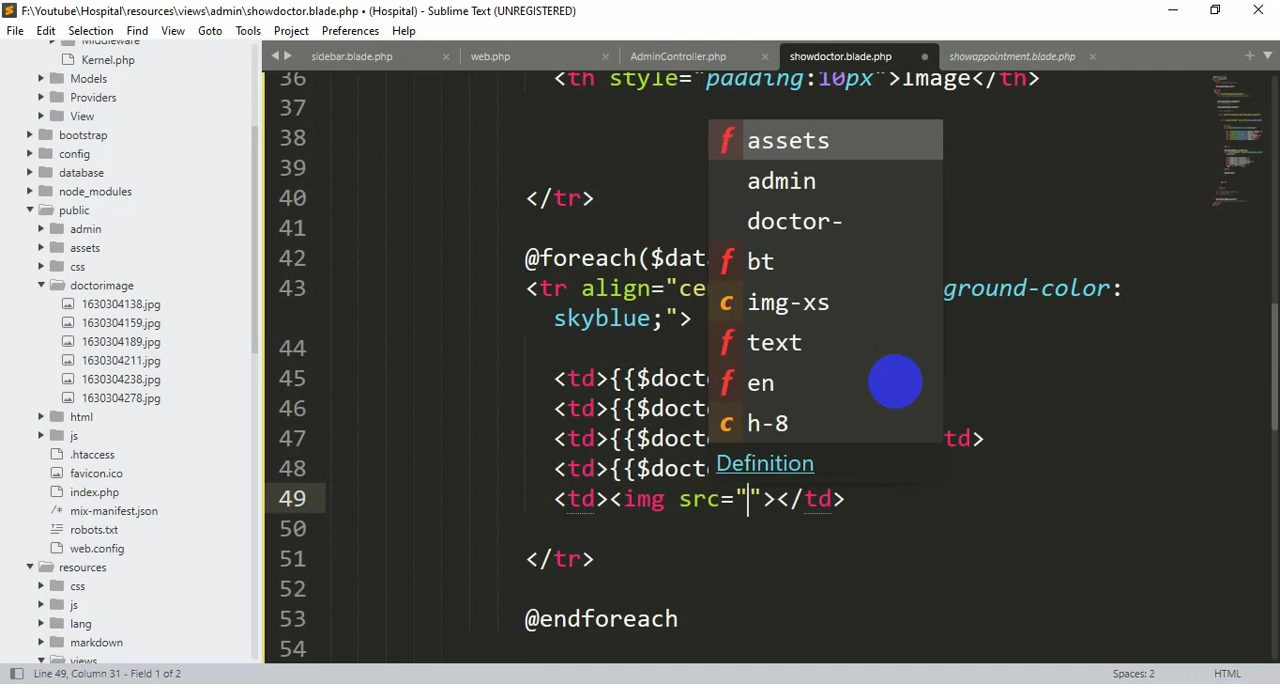 F:\Youtube\Hospital\resources\views\admin\showdoctor.blade.php • (Hospital) - Sublime Text (UNREGISTERED)
File Edit Selection Find View Goto Tools Project Preferences Help
sidebar.blade.php × web.php × AdminController.php × showdoctor.blade.php • showappointment.blade.php ×
Middleware
Kernel.php
Models
Providers
View
bootstrap
config
database
node_modules
public
admin
assets
css
doctorimage
1630304138.jpg
1630304159.jpg
1630304189.jpg
1630304211.jpg
1630304238.jpg
1630304278.jpg
html
js
.htaccess
favicon.ico
index.php
mix-manifest.json
robots.txt
web.config
resources
css
js
lang
markdown
views
36 <th style="padding:10px">Image</th>
37
38
39
40 </tr>
41
42 @foreach($data
43 <tr align="ce ground-color:
skyblue;">
44
45 <td>{{$docto
46 <td>{{$docto
47 <td>{{$docto td>
48 <td>{{$docto
49 <td><img src=""></td>
50
51 </tr>
52
53 @endforeach
54
f assets
admin
doctor-
f bt
c img-xs
f text
f en
c h-8
Definition
Line 49, Column 31 - Field 1 of 2
Spaces: 2
HTML